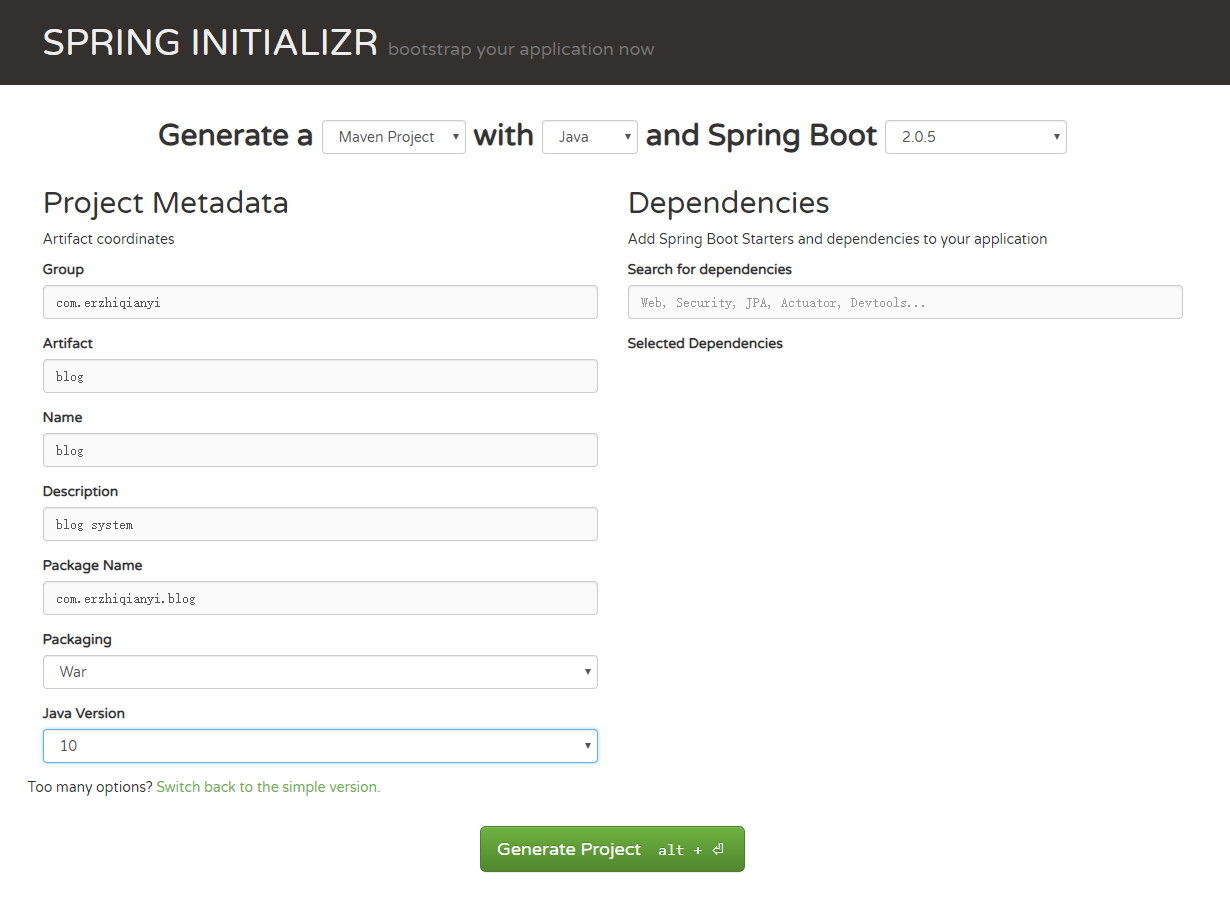 SPRING INITIALIZR bootstrap your application now
Generate a Maven Project with Java and Spring Boot 2.0.5
Project Metadata
Artifact coordinates
Group
com.erzhiqianyi
Artifact
blog
Name
blog
Description
blog system
Package Name
com.erzhiqianyi.blog
Packaging
War
Java Version
10
Too many options? Switch back to the simple version.
Dependencies
Add Spring Boot Starters and dependencies to your application
Search for dependencies
Web, Security, JPA, Actuator, Devtools...
Selected Dependencies
Generate Project alt + ⏎